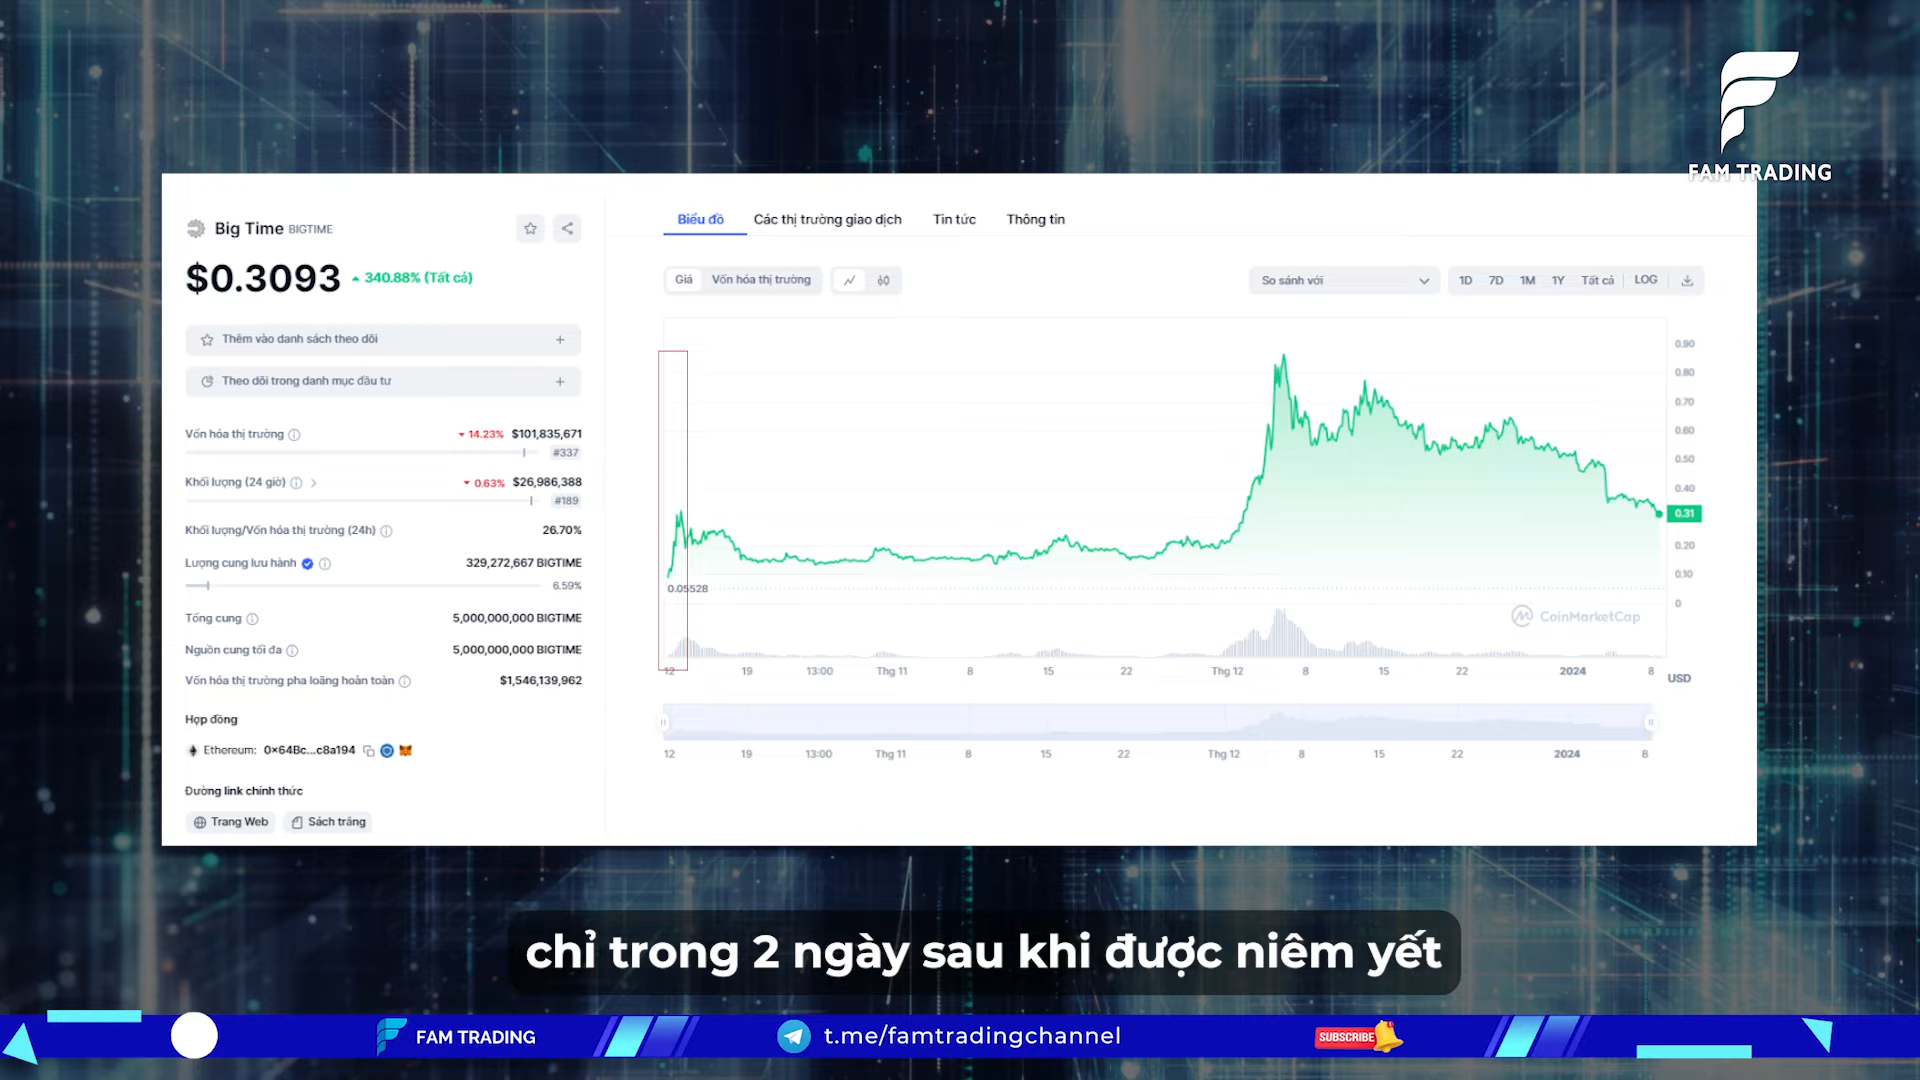 FAM TRADING
Big Time BIGTIME
$0.3093 340.88% (Tất cả)
Thêm vào danh sách theo dõi +
Theo dõi trong danh mục đầu tư +
Vốn hóa thị trường 14.23% $101,835,671
#337
Khối lượng (24 giờ) 0.63% $26,986,388
#189
Khối lượng/Vốn hóa thị trường (24h) 26.70%
Lượng cung lưu hành 329,272,667 BIGTIME
6.59%
Tổng cung 5,000,000,000 BIGTIME
Nguồn cung tối đa 5,000,000,000 BIGTIME
Vốn hóa thị trường pha loãng hoàn toàn $1,546,139,962
Hợp đồng
Ethereum: 0x64Bc...c8a194
Đường link chính thức
Trang Web Sách trắng
Biểu đồ Các thị trường giao dịch Tin tức Thông tin
Giá Vốn hóa thị trường So sánh với 1D 7D 1M 1Y Tất cả LOG
0.90
0.80
0.70
0.60
0.50
0.40
0.31
0.20
0.10
0
0.05528
CoinMarketCap
12 19 13:00 Thg 11 8 15 22 Thg 12 8 15 22 2024 8
USD
12 19 13:00 Thg 11 8 15 22 Thg 12 8 15 22 2024 8
chỉ trong 2 ngày sau khi được niêm yết
FAM TRADING t.me/famtradingchannel SUBSCRIBE